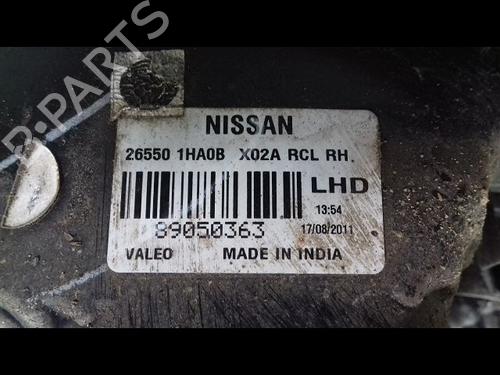 B-PARTS
NISSAN
26550 1HA0B X02A RCL RH.
LHD
13:54
89050363 17/08/2011
VALEO MADE IN INDIA